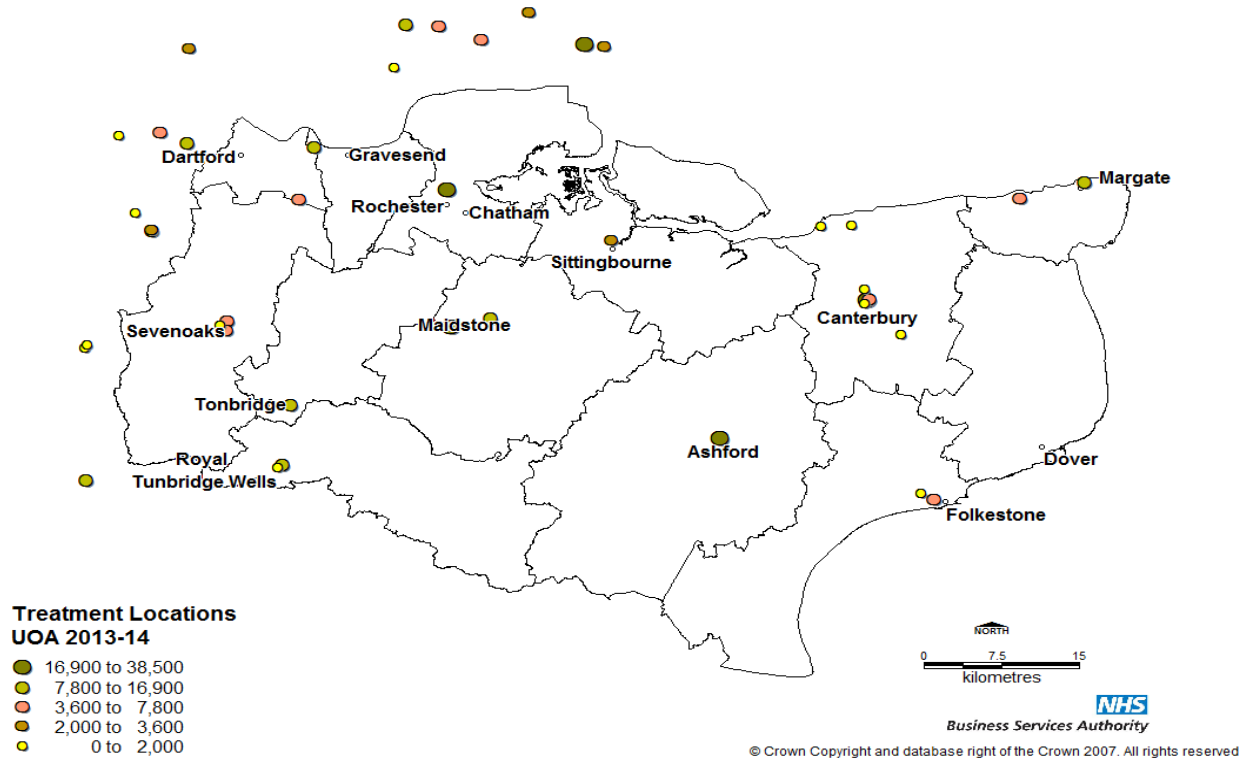 Dartford
Gravesend
Margate
Rochester
Chatham
Sittingbourne
Canterbury
Sevenoaks
Maidstone
Tonbridge
Ashford
Royal
Tunbridge Wells
Dover
Folkestone
Treatment Locations
UOA 2013-14
16,900 to 38,500
7,800 to 16,900
3,600 to 7,800
2,000 to 3,600
0 to 2,000
NORTH
0 7.5 15
kilometres
NHS
Business Services Authority
© Crown Copyright and database right of the Crown 2007. All rights reserved